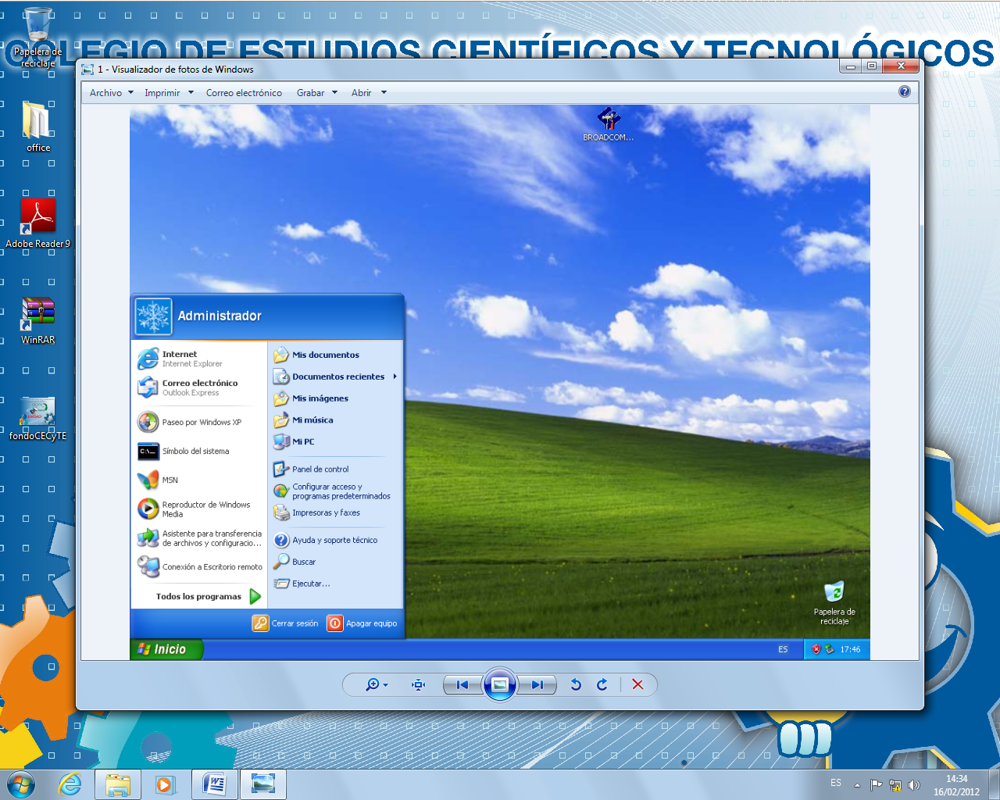 COLEGIO DE ESTUDIOS CIENTÍFICOS Y TECNOLÓGICOS
Papelera de
reciclaje
office
Adobe Reader 9
WinRAR
fondoCECyTE
1 - Visualizador de fotos de Windows
Archivo
Imprimir
Correo electrónico
Grabar
Abrir
BROADCOM...
Administrador
Internet
Internet Explorer
Correo electrónico
Outlook Express
Paseo por Windows XP
Símbolo del sistema
MSN
Reproductor de Windows
Media
Asistente para transferencia
de archivos y configuracio...
Conexión a Escritorio remoto
Todos los programas
Mis documentos
Documentos recientes
Mis imágenes
Mi música
Mi PC
Panel de control
Configurar acceso y
programas predeterminados
Impresoras y faxes
Ayuda y soporte técnico
Buscar
Ejecutar...
Cerrar sesión
Apagar equipo
Papelera de
reciclaje
Inicio
ES
17:46
ES
14:34
16/02/2012